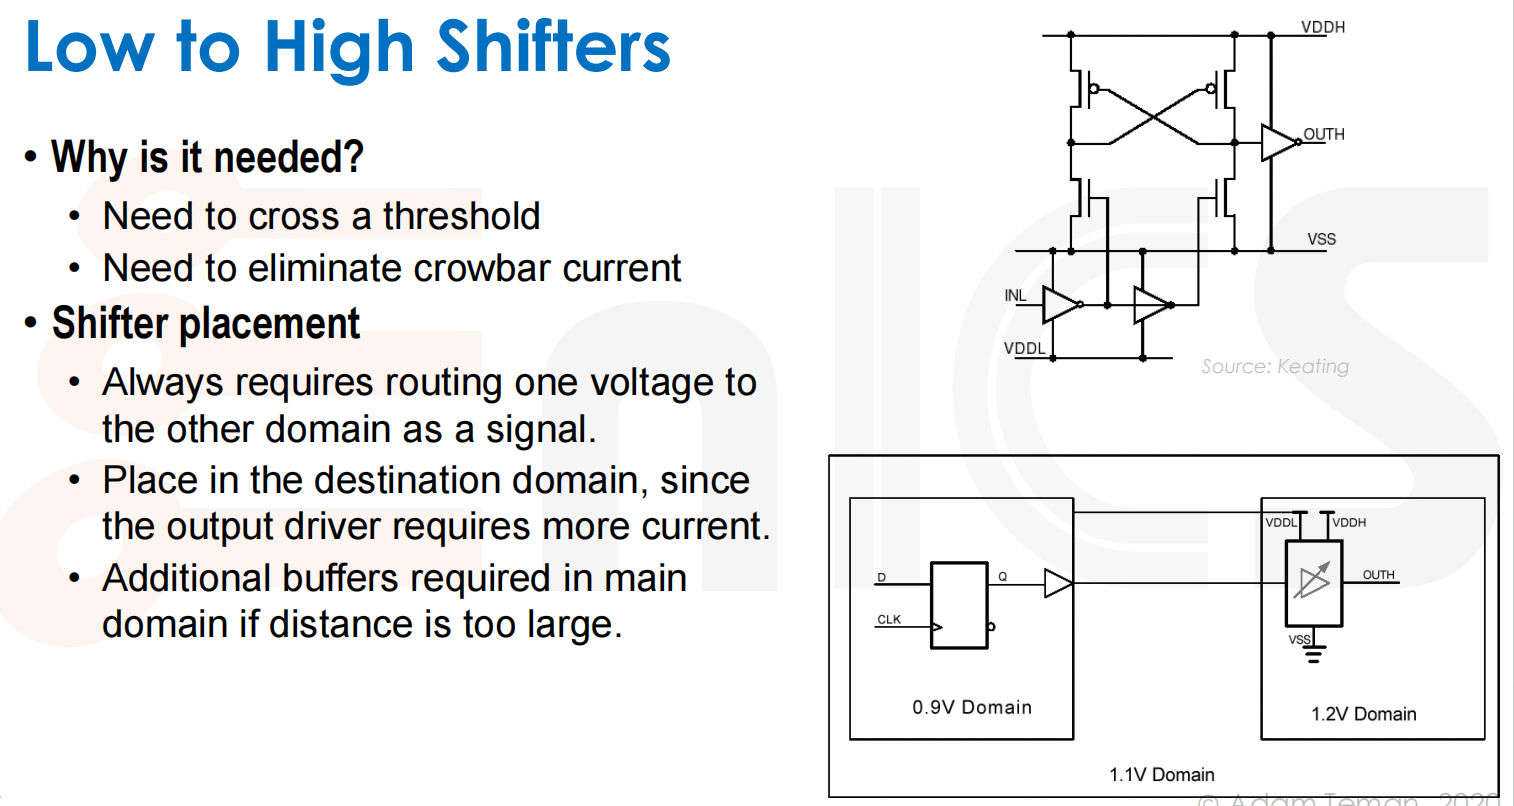 Low to High Shifters
• Why is it needed?
• Need to cross a threshold
• Need to eliminate crowbar current
• Shifter placement
• Always requires routing one voltage to
the other domain as a signal.
• Place in the destination domain, since
the output driver requires more current.
• Additional buffers required in main
domain if distance is too large.
VDDH
OUTH
VSS
INL
VDDL
Source: Keating
VDDL
VDDH
D
Q
OUTH
CLK
VSS
0.9V Domain
1.2V Domain
1.1V Domain
© Adam Teman, 2020
nICS